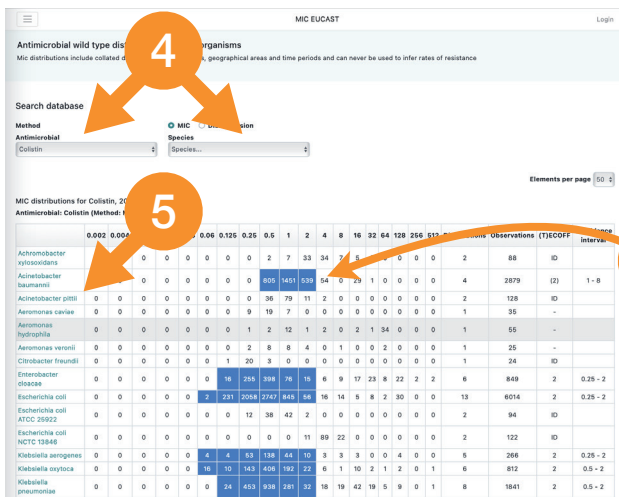 MIC EUCAST
Login
Antimicrobial wild type organisms
Mic distributions include collated geographical areas and time periods and can never be used to infer rates of resistance
4
Search database
Method
MIC
Antimicrobial
Species
Colistin
Species...
Elements per page 50
MIC distributions for Colistin,
Antimicrobial: Colistin
5
0.002 0.06 0.125 0.25 0.5 1 2 4 8 16 32 64 128 256 512 Observations (T)ECOFF
interval
Achromobacter
xylosoxidans 0 0 0 0 0 0 2 7 33 34 5 0 0 2 88 ID
Acinetobacter
baumannii 0 0 0 0 0 0 805 1451 539 54 0 29 1 0 0 0 0 4 2879 (2) 1 - 8
Acinetobacter pittii 0 0 0 0 0 0 0 0 36 79 11 2 0 0 0 0 0 0 0 2 128 ID
Aeromonas caviae 0 0 0 0 0 0 0 9 19 7 0 0 0 0 0 0 0 0 0 1 35 -
Aeromonas
hydrophila 0 0 0 0 0 0 0 1 2 12 1 2 0 2 1 34 0 0 0 1 55 -
Aeromonas veronii 0 0 0 0 0 0 0 2 8 8 4 0 1 0 0 2 0 0 0 1 25 -
Citrobacter freundii 0 0 0 0 0 0 1 20 3 0 0 0 0 0 0 0 0 0 0 1 24 ID
Enterobacter
cloacae 0 0 0 0 0 0 16 255 398 76 15 6 9 17 23 8 22 2 2 6 849 2 0.25 - 2
Escherichia coli 0 0 0 0 0 2 231 2058 2747 845 56 16 14 5 8 2 30 0 0 13 6014 2 0.25 - 2
Escherichia coli
ATCC 25922 0 0 0 0 0 0 0 12 38 42 2 0 0 0 0 0 0 0 0 2 94 ID
Escherichia coli
NCTC 13846 0 0 0 0 0 0 0 0 0 0 11 89 22 0 0 0 0 0 0 2 122 ID
Klebsiella aerogenes 0 0 0 0 0 4 4 53 138 44 10 3 3 3 0 0 4 0 0 5 266 2 0.25 - 2
Klebsiella oxytoca 0 0 0 0 0 16 10 143 406 192 22 6 1 10 2 1 2 0 1 6 812 2 0.5 - 2
Klebsiella
pneumoniae 0 0 0 0 0 0 24 453 938 281 32 18 19 42 19 5 9 0 1 8 1841 2 0.5 - 2